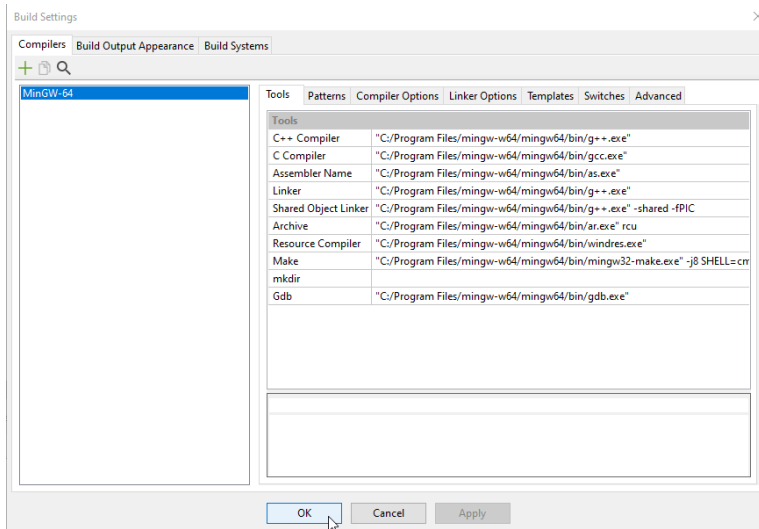 Build Settings
Compilers Build Output Appearance Build Systems
MinGW-64
Tools Patterns Compiler Options Linker Options Templates Switches Advanced
Tools
C++ Compiler "C:/Program Files/mingw-w64/mingw64/bin/g++.exe"
C Compiler "C:/Program Files/mingw-w64/mingw64/bin/gcc.exe"
Assembler Name "C:/Program Files/mingw-w64/mingw64/bin/as.exe"
Linker "C:/Program Files/mingw-w64/mingw64/bin/g++.exe"
Shared Object Linker "C:/Program Files/mingw-w64/mingw64/bin/g++.exe" -shared -fPIC
Archive "C:/Program Files/mingw-w64/mingw64/bin/ar.exe" rcu
Resource Compiler "C:/Program Files/mingw-w64/mingw64/bin/windres.exe"
Make "C:/Program Files/mingw-w64/mingw64/bin/mingw32-make.exe" -j8 SHELL=cm
mkdir
Gdb "C:/Program Files/mingw-w64/mingw64/bin/gdb.exe"
OK Cancel Apply